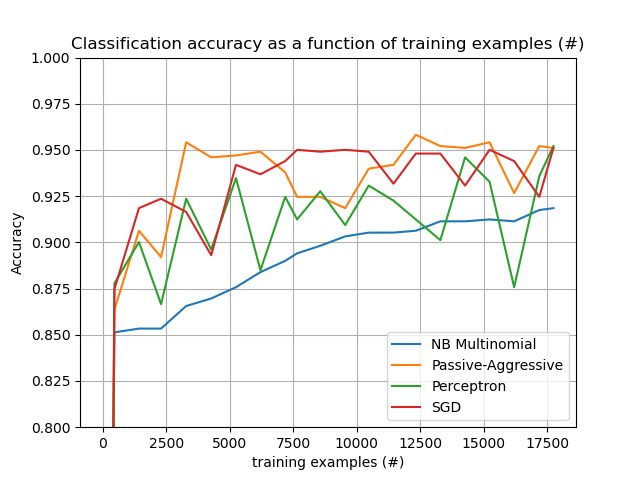 Classification accuracy as a function of training examples (#)
1.000
0.975
0.950
0.925
0.900
0.875
0.850
0.825
0.800
Accuracy
NB Multinomial
Passive-Aggressive
Perceptron
SGD
0 2500 5000 7500 10000 12500 15000 17500
training examples (#)